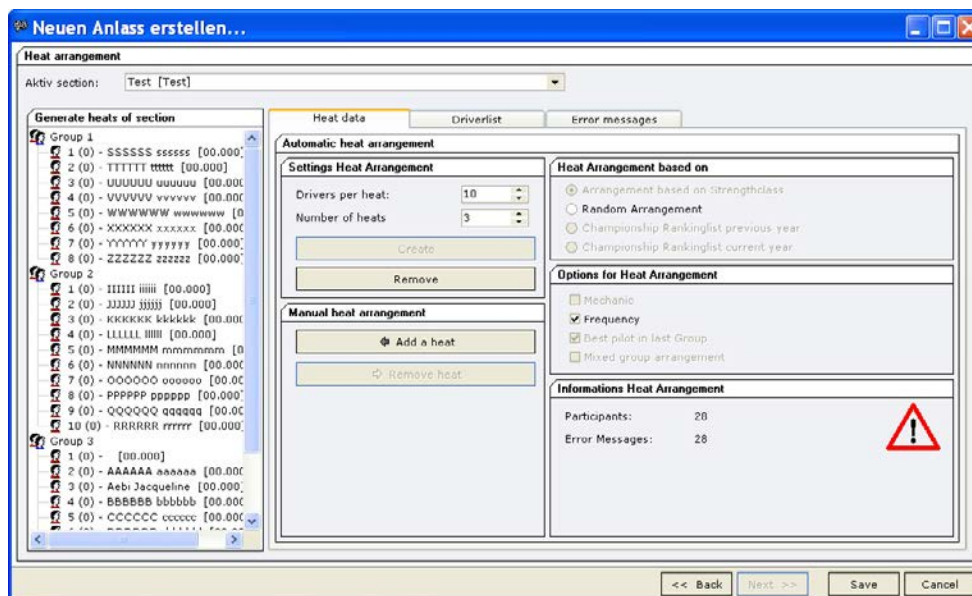 Neuen Anlass erstellen...
Heat arrangement
Aktiv section: Test [Test]
Generate heats of section
Group 1
1 (0) - SSSSSS ssssss [00.000]
2 (0) - TTTTTT tttttt [00.000]
3 (0) - UUUUUU uuuuuu [00.000
4 (0) - VVVVVV vvvvvv [00.000
5 (0) - WWWWWW wwwwww [0
6 (0) - XXXXXX xxxxxx [00.000
7 (0) - YYYYYY yyyyyy [00.000]
8 (0) - ZZZZZZ zzzzzz [00.000]
Group 2
1 (0) - IIIIII iiiiii [00.000]
2 (0) - JJJJJJ jjjjjj [00.000]
3 (0) - KKKKKK kkkkkk [00.000
4 (0) - LLLLLL llllll [00.000]
5 (0) - MMMMMM mmmmmm [0
6 (0) - NNNNNN nnnnnn [00.00
7 (0) - OOOOOO oooooo [00.00
8 (0) - PPPPPP pppppp [00.000
9 (0) - QQQQQQ qqqqqq [00.00
10 (0) - RRRRRR rrrrrr [00.000]
Group 3
1 (0) - [00.000]
2 (0) - AAAAAA aaaaaa [00.000
3 (0) - Aebi Jacqueline [00.000]
4 (0) - BBBBBB bbbbbb [00.000
5 (0) - CCCCCC cccccc [00.000
Heat data
Driverlist
Error messages
Automatic heat arrangement
Settings Heat Arrangement
Drivers per heat: 10
Number of heats 3
Create
Remove
Manual heat arrangement
Add a heat
Remove heat
Heat Arrangement based on
Arrangement based on Strengthclass
Random Arrangement
Championship Rankinglist previous year
Championship Rankinglist current year
Options for Heat Arrangement
Mechanic
Frequency
Best pilot in last Group
Mixed group arrangement
Informations Heat Arrangement
Participants: 28
Error Messages: 28
<< Back
Next >>
Save
Cancel